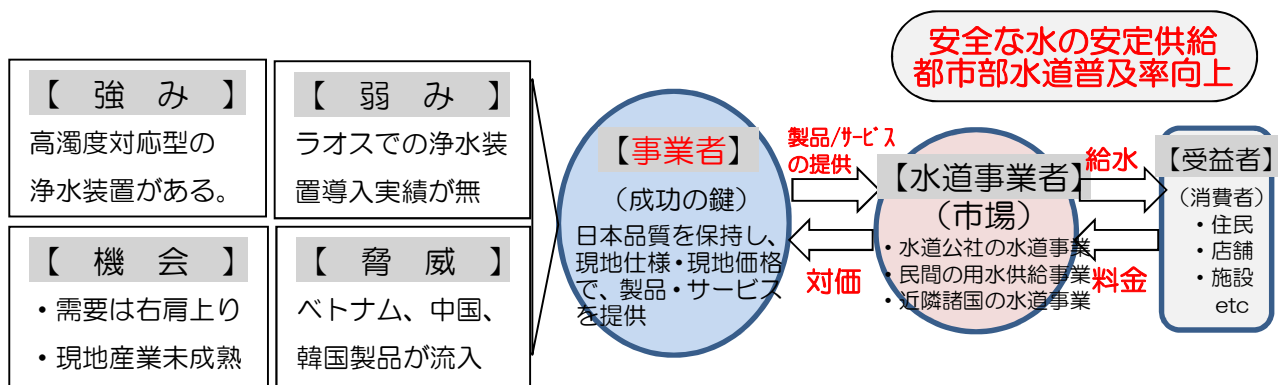 安全な水の安定供給
都市部水道普及率向上
【 強 み 】
高濁度対応型の
浄水装置がある。
【 弱 み 】
ラオスでの浄水装
置導入実績が無
【 機 会 】
・需要は右肩上り
・現地産業未成熟
【 脅 威 】
ベトナム、中国、
韓国製品が流入
【事業者】
（成功の鍵）
日本品質を保持し、
現地仕様・現地価格
で、製品・サービス
を提供
製品/ｻｰﾋﾞｽ
の提供
対価
【水道事業者】
（市場）
・水道公社の水道事業
・民間の用水供給事業
・近隣諸国の水道事業
給水
料金
【受益者】
（消費者）
・住民
・店舗
・施設
etc